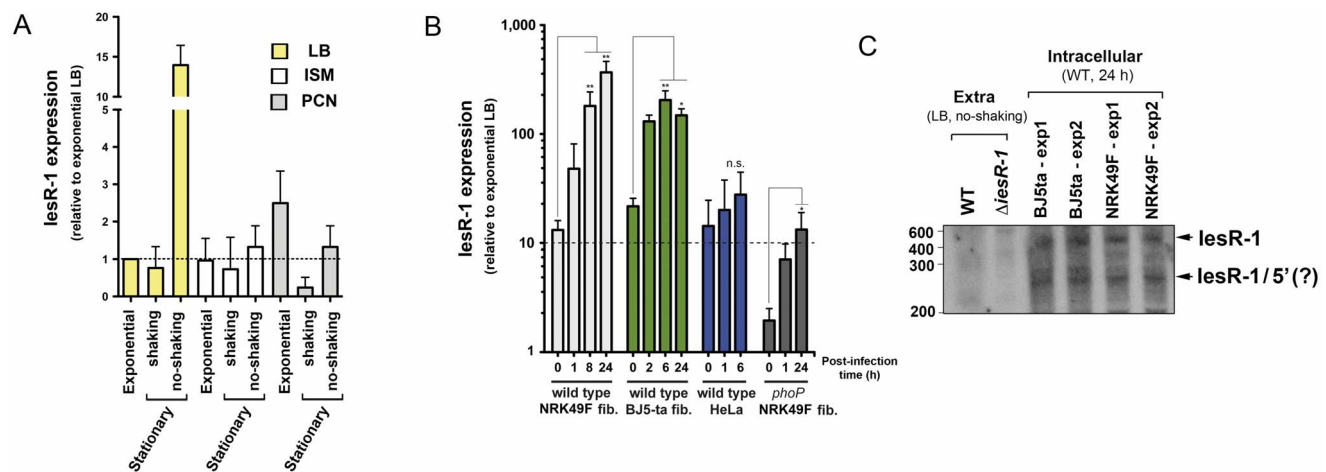 A
IesR-1 expression
(relative to exponential LB)
20
15
10
5
4
3
2
1
0
LB
ISM
PCN
Exponential
shaking
no-shaking
Exponential
shaking
no-shaking
Exponential
shaking
no-shaking
Stationary
Stationary
Stationary
B
IesR-1 expression
(relative to exponential LB)
1,000
100
10
1
**
**
**
*
n.s.
*
0 1 8 24 0 2 6 24 0 1 6 0 1 24
Post-infection
time (h)
wild type
NRK49F fib.
wild type
BJ5-ta fib.
wild type
HeLa
phoP
NRK49F fib.
C
Intracellular
(WT, 24 h)
Extra
(LB, no-shaking)
WT
ΔiesR-1
BJ5ta - exp1
BJ5ta - exp2
NRK49F - exp1
NRK49F - exp2
600
400
300
200
IesR-1
IesR-1/5'(?)